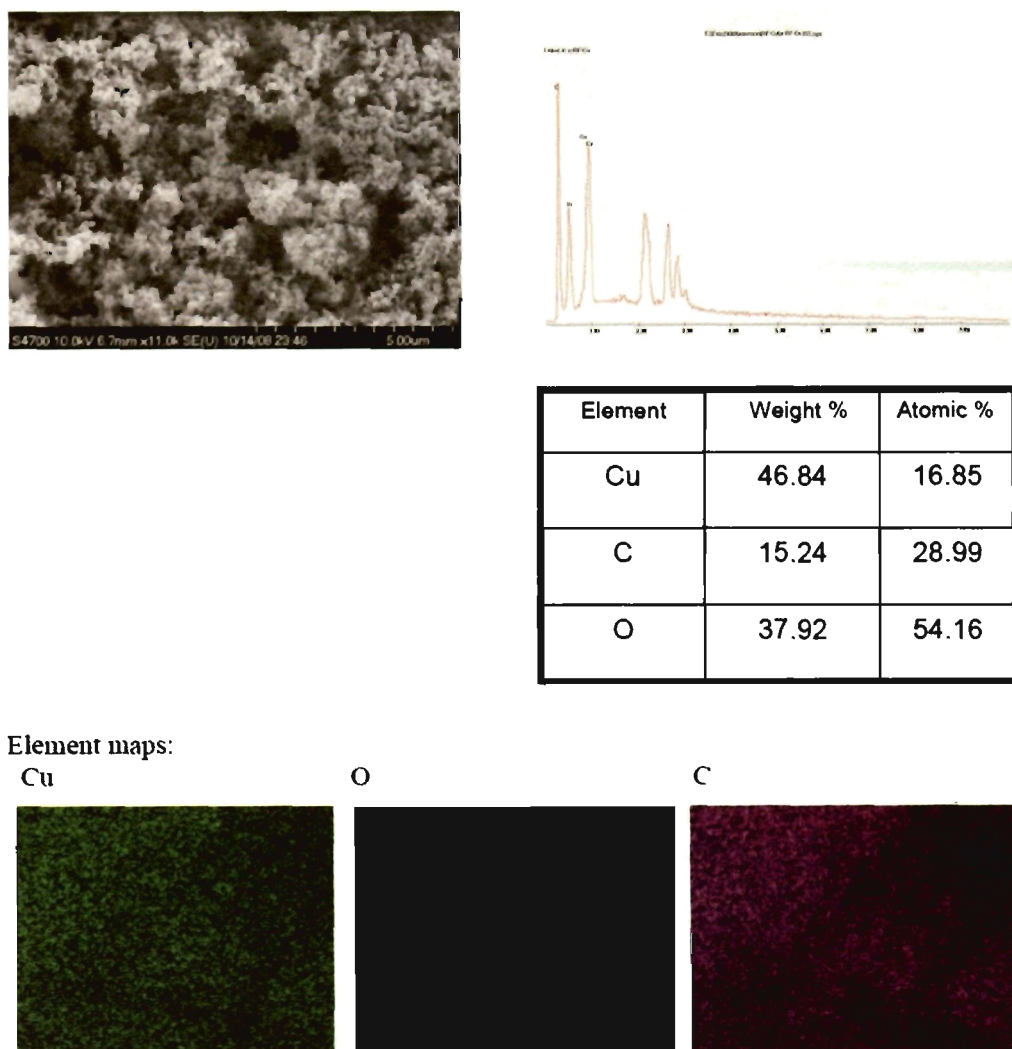 S4700 10.0kV 6.7mm x11.0k SE(U) 10/14/08 23:46 5.00um
Element Weight % Atomic %
Cu 46.84 16.85
C 15.24 28.99
O 37.92 54.16
Element maps:
Cu O C